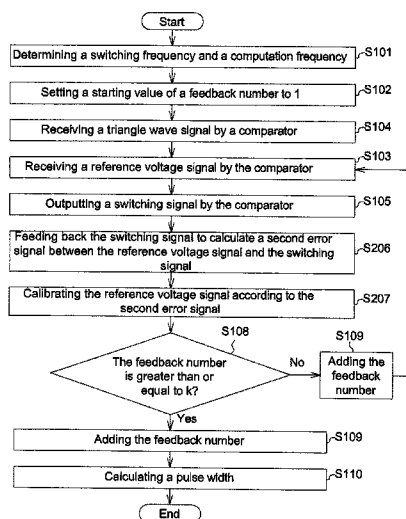 Start
Determining a switching frequency and a computation frequency
S101
Setting a starting value of a feedback number to 1
S102
Receiving a triangle wave signal by a comparator
S104
Receiving a reference voltage signal by the comparator
S103
Outputting a switching signal by the comparator
S105
Feeding back the switching signal to calculate a second error
signal between the reference voltage signal and the switching
signal
S206
Calibrating the reference voltage signal according to the
second error signal
S207
S108
The feedback number
is greater than or
equal to k?
No
S109
Adding the
feedback
number
Yes
Adding the feedback number
S109
Calculating a pulse width
S110
End